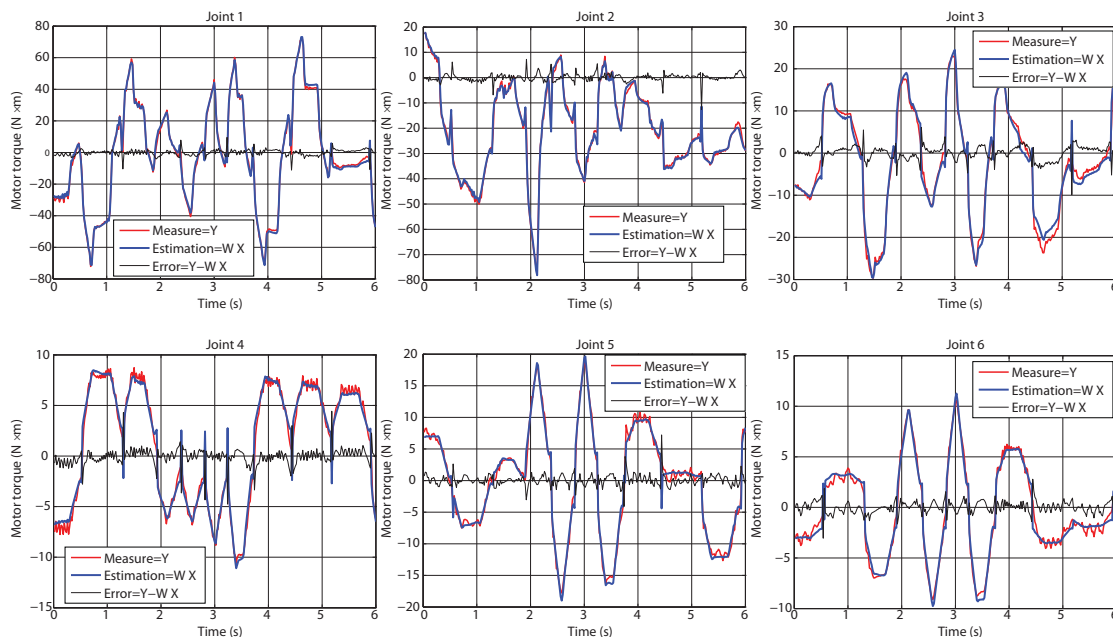 Joint 1
Motor torque (N ×m)
80
60
40
20
0
−20
−40
−60
−80
Measure=Y
Estimation=W X
Error=Y−W X
0 1 2 3 4 5 6
Time (s)
Joint 2
Motor torque (N ×m)
20
10
0
−10
−20
−30
−40
−50
−60
−70
−80
Measure=Y
Estimation=W X
Error=Y−W X
0 1 2 3 4 5 6
Time (s)
Joint 3
Motor torque (N ×m)
30
20
10
0
−10
−20
−30
Measure=Y
Estimation=W X
Error=Y−W X
0 1 2 3 4 5 6
Time (s)
Joint 4
Motor torque (N ×m)
10
5
0
−5
−10
−15
Measure=Y
Estimation=W X
Error=Y−W X
0 1 2 3 4 5 6
Time (s)
Joint 5
Motor torque (N ×m)
20
15
10
5
0
−5
−10
−15
−20
Measure=Y
Estimation=W X
Error=Y−W X
0 1 2 3 4 5 6
Time (s)
Joint 6
Motor torque (N ×m)
15
10
5
0
−5
−10
Measure=Y
Estimation=W X
Error=Y−W X
0 1 2 3 4 5 6
Time (s)